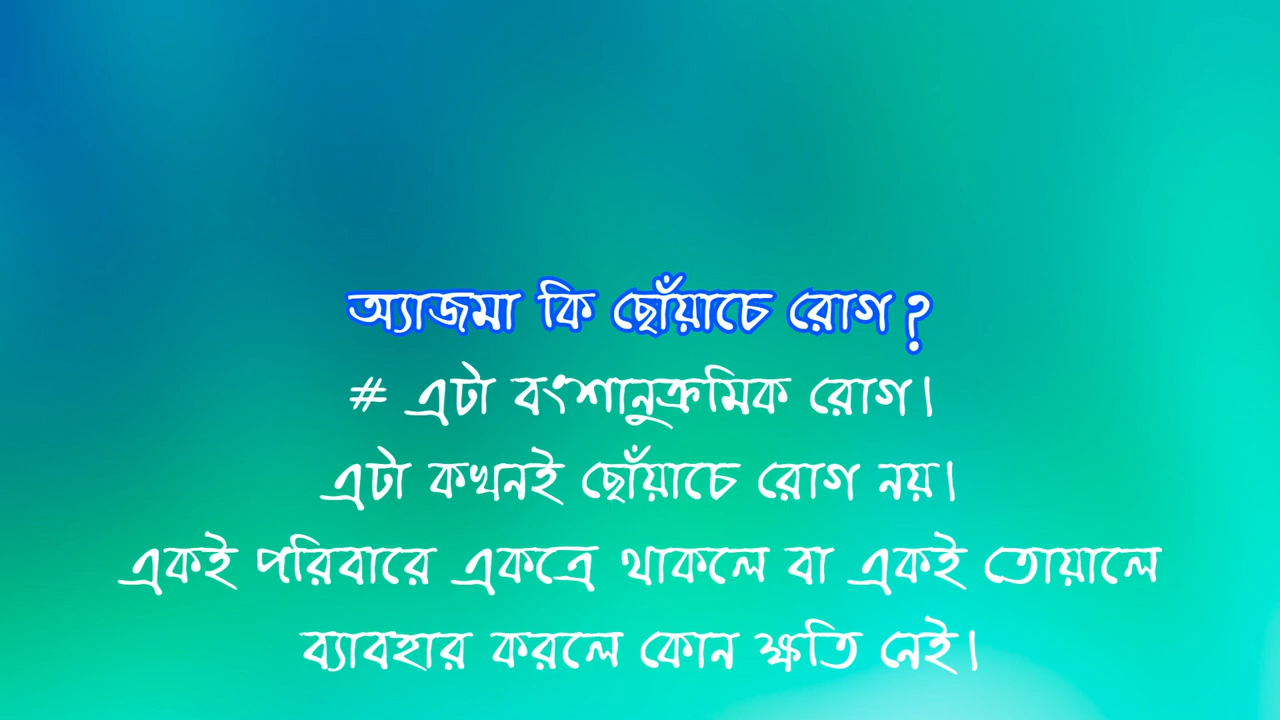 অ্যাজমা কি ছোঁয়াচে রোগ?
# এটা বংশানুক্রমিক রোগ।
এটা কখনই ছোঁয়াচে রোগ নয়।
একই পরিবারে একত্রে থাকলে বা একই তোয়ালে
ব্যাবহার করলে কোন ক্ষতি নেই।